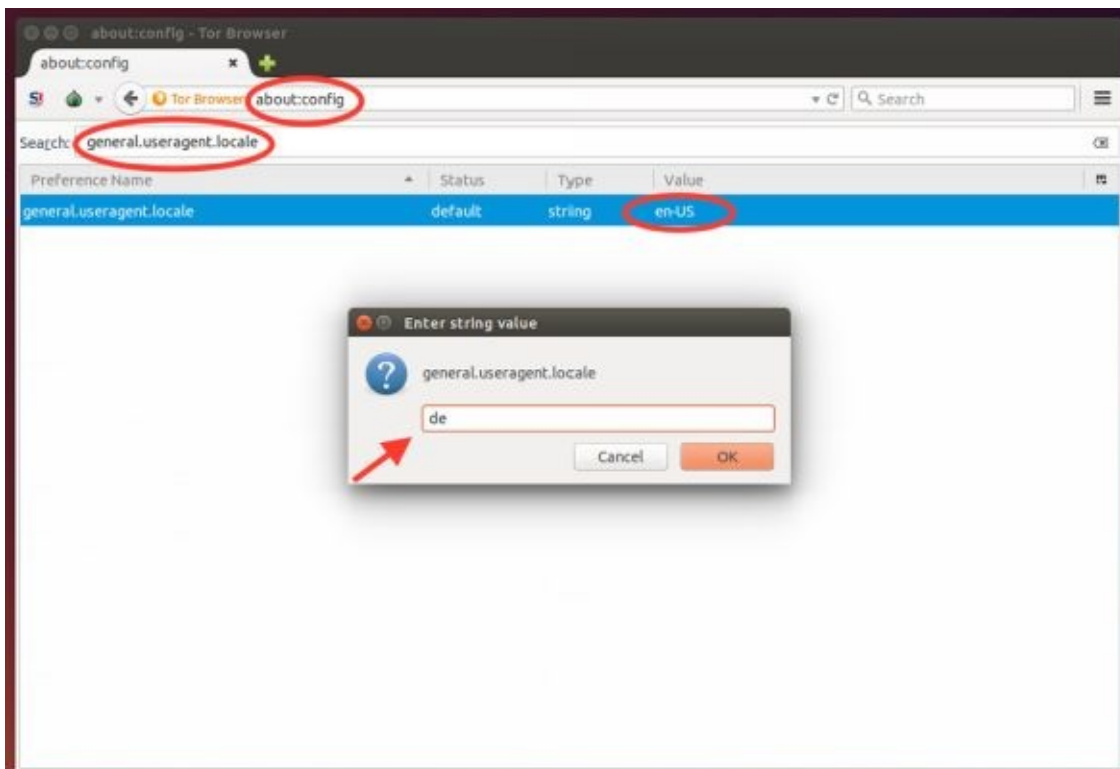 about:config - Tor Browser
about:config
Tor Browser about:config Search
Search: general.useragent.locale
Preference Name Status Type Value
general.useragent.locale default string en-US
Enter string value
general.useragent.locale
de
Cancel OK